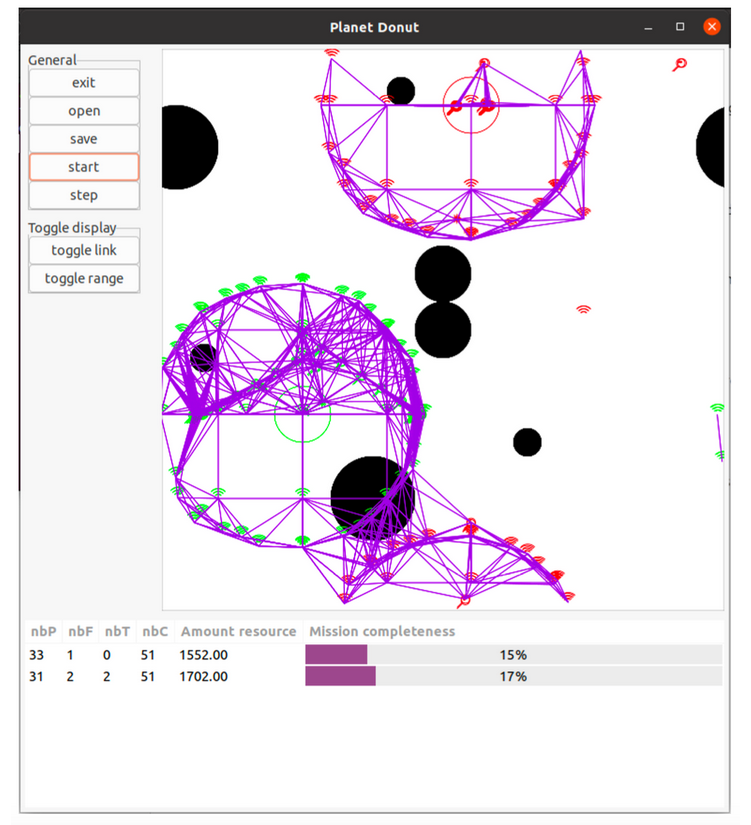 Planet Donut
General
exit
open
save
start
step
Toggle display
toggle link
toggle range
nbP nbF nbT nbC Amount resource Mission completeness
33 1 0 51 1552.00 15%
31 2 2 51 1702.00 17%